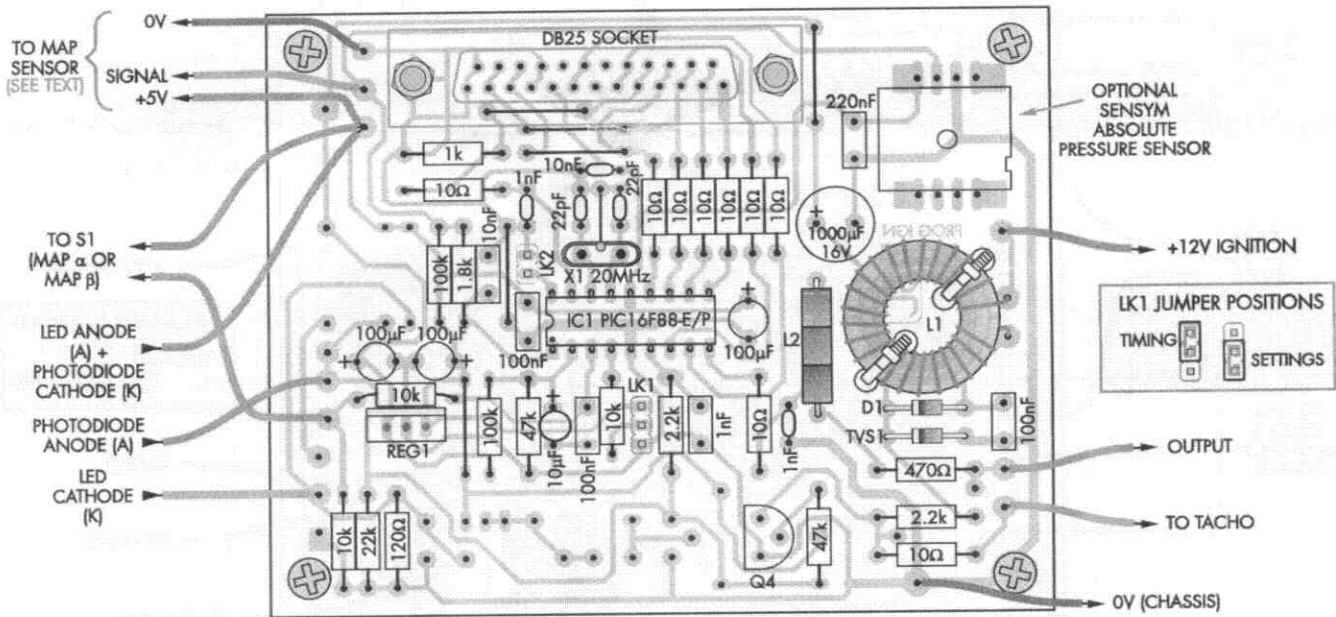 0V
TO MAP
SENSOR
(SEE TEXT)
SIGNAL
+5V
TO S1
(MAP α OR
MAP β)
LED ANODE
(A) +
PHOTODIODE
CATHODE (K)
PHOTODIODE
ANODE (A)
LED
CATHODE
(K)
DB25 SOCKET
220nF
OPTIONAL
SENSYM
ABSOLUTE
PRESSURE SENSOR
1k
10Ω
1nF
10nF
22pF
22pF
10Ω
10Ω
10Ω
10Ω
10Ω
10Ω
+
1000µF
16V
PROG IGN
+12V IGNITION
100k
1.8k
10nF
LK2
X1 20MHz
IC1 PIC16F88-E/P
100nF
+
100µF
L2
L1
LK1 JUMPER POSITIONS
TIMING
SETTINGS
100µF
100µF
+
+
10k
REG1
100k
47k
+
10µF
100nF
10k
LK1
2.2k
1nF
10Ω
1nF
D1
TVS1
100nF
470Ω
OUTPUT
2.2k
TO TACHO
10Ω
10k
22k
120Ω
Q4
47k
0V (CHASSIS)